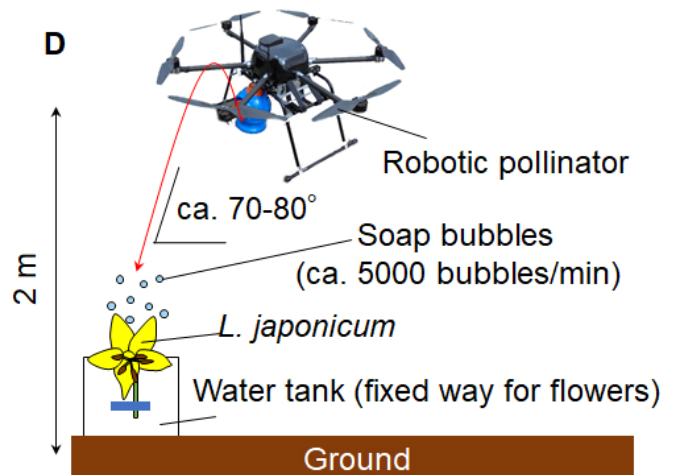 D
Robotic pollinator
ca. 70-80°
Soap bubbles
(ca. 5000 bubbles/min)
2 m
L. japonicum
Water tank (fixed way for flowers)
Ground